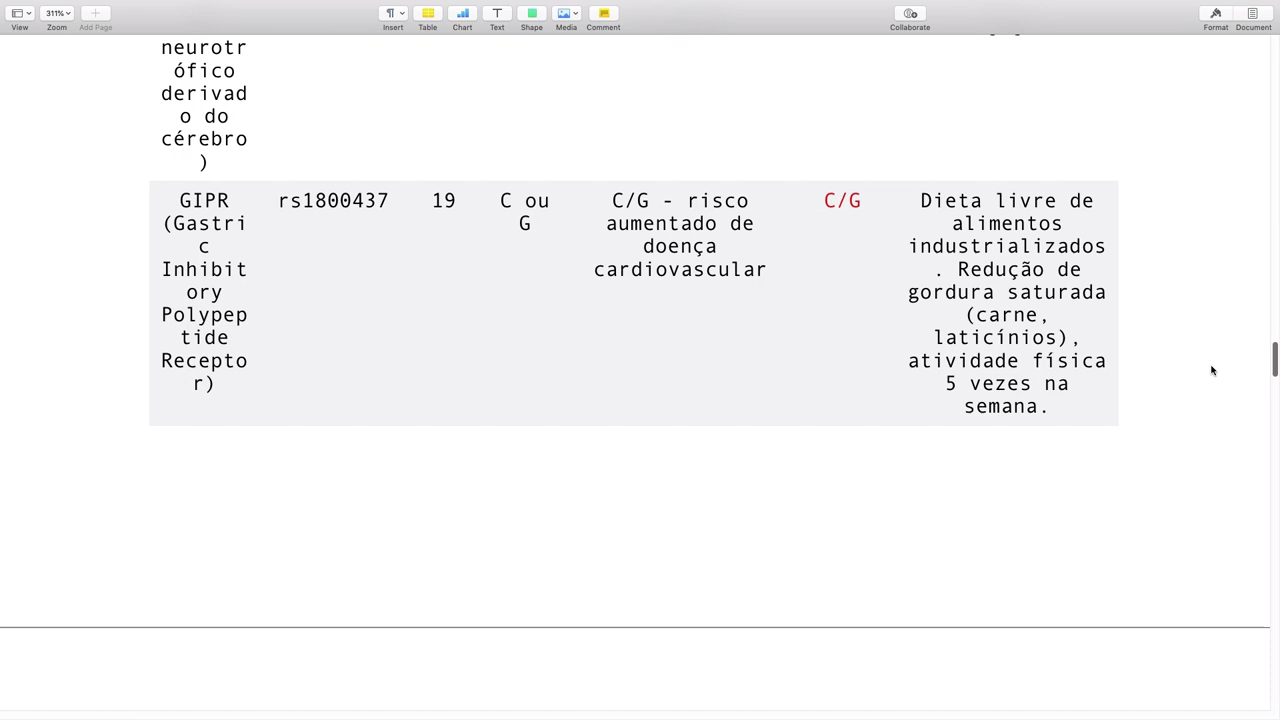 311%
View
Zoom
Add Page
Insert
Table
Chart
Text
Shape
Media
Comment
Collaborate
Format
Document
neurotr
ófico
derivad
o do
cérebro
)
GIPR
(Gastri
c
Inhibit
ory
Polypep
tide
Recepto
r)
rs1800437
19
C ou
G
C/G - risco
aumentado de
doença
cardiovascular
C/G
Dieta livre de
alimentos
industrializados
. Redução de
gordura saturada
(carne,
laticínios),
atividade física
5 vezes na
semana.